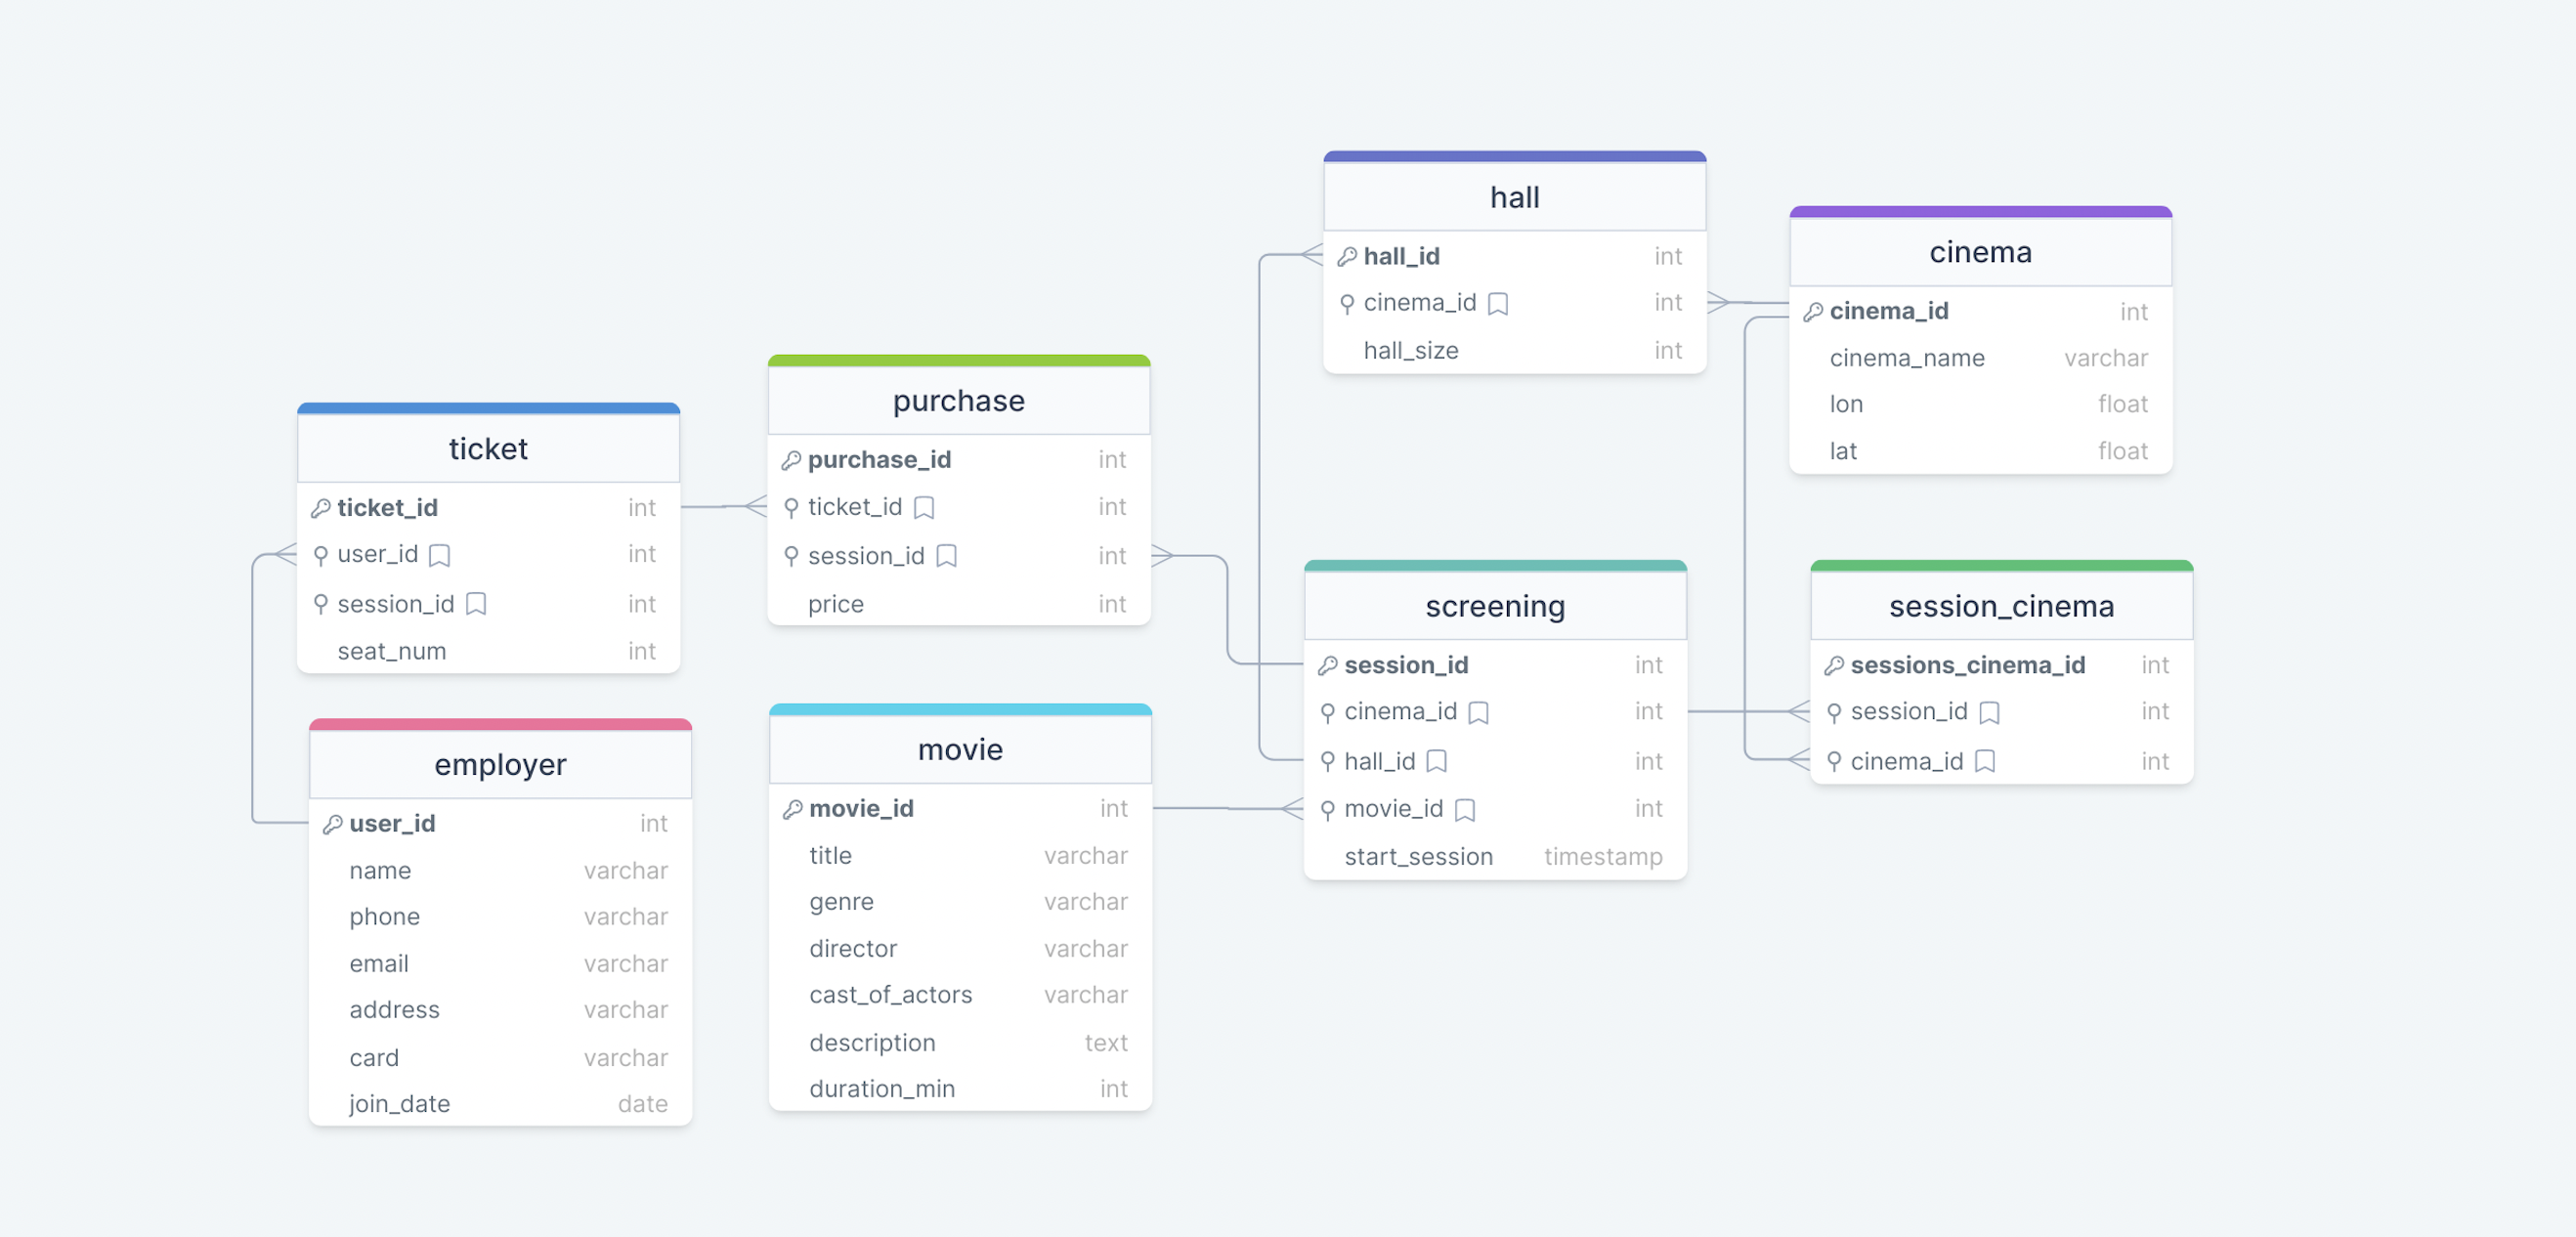 hall
hall_id int
cinema_id int
hall_size int
cinema
cinema_id int
cinema_name varchar
lon float
lat float
purchase
purchase_id int
ticket_id int
session_id int
price int
ticket
ticket_id int
user_id int
session_id int
seat_num int
screening
session_id int
cinema_id int
hall_id int
movie_id int
start_session timestamp
session_cinema
sessions_cinema_id int
session_id int
cinema_id int
employer
user_id int
name varchar
phone varchar
email varchar
address varchar
card varchar
join_date date
movie
movie_id int
title varchar
genre varchar
director varchar
cast_of_actors varchar
description text
duration_min int